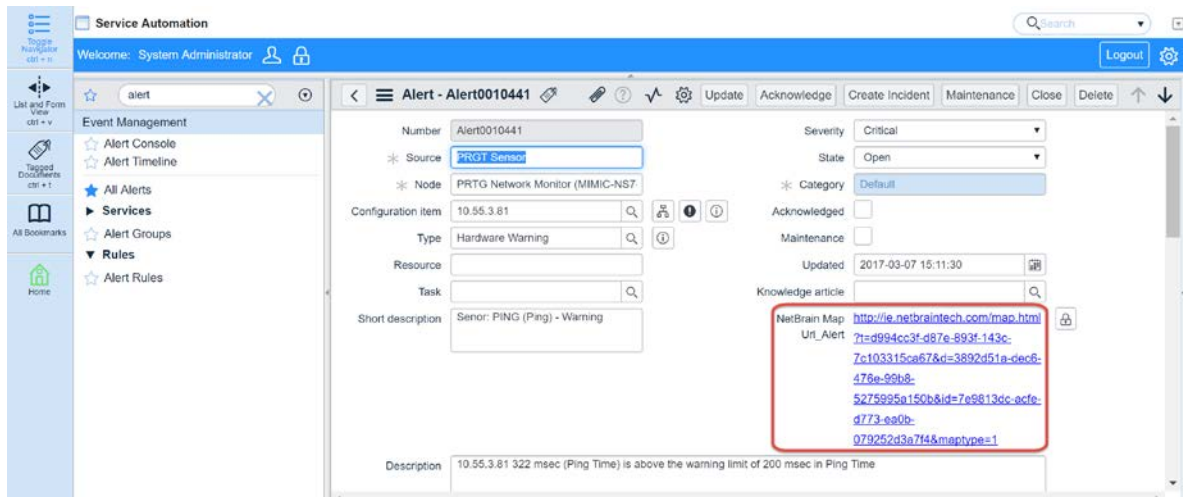 Service Automation
Search
Toggle Navigator
ctrl + n
Welcome: System Administrator
Logout
List and Form View
ctrl + v
Tagged Documents
ctrl + t
All Bookmarks
Home
alert
Event Management
Alert Console
Alert Timeline
All Alerts
Services
Alert Groups
Rules
Alert Rules
Alert - Alert0010441
Update
Acknowledge
Create Incident
Maintenance
Close
Delete
Number Alert0010441
Source PRGT Sensor
Node PRTG Network Monitor (MIMIC-NS7-
Configuration item 10.55.3.81
Type Hardware Warning
Resource
Task
Short description Senor: PING (Ping) - Warning
Severity Critical
State Open
Category Default
Acknowledged
Maintenance
Updated 2017-03-07 15:11:30
Knowledge article
NetBrain Map Url_Alert
http://ie.netbraintech.com/map.html
?t=d994cc3f-d87e-893f-143c-
7c103315ca67&d=3892d51a-dec6-
476e-99b8-
5275995a150b&id=7e9813dc-acfe-
d773-ea0b-
079252d3a7f4&maptype=1
Description 10.55.3.81 322 msec (Ping Time) is above the warning limit of 200 msec in Ping Time